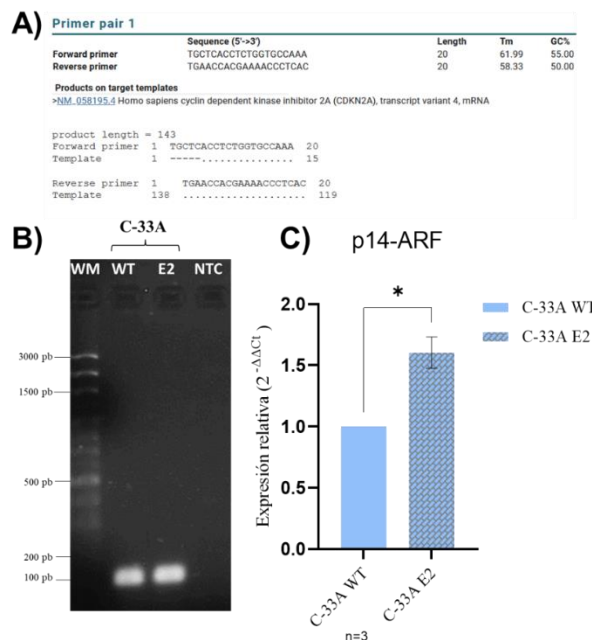 A)
Primer pair 1
Sequence (5'->3') Length Tm GC%
Forward primer TGCTCACCTCTGGTGCCAAA 20 61.99 55.00
Reverse primer TGAACCACGAAAACCCTCAC 20 58.33 50.00
Products on target templates
>NM_058195.4 Homo sapiens cyclin dependent kinase inhibitor 2A (CDKN2A), transcript variant 4, mRNA
product length = 143
Forward primer 1 TGCTCACCTCTGGTGCCAAA 20
Template 1 -----............... 15
Reverse primer 1 TGAACCACGAAAACCCTCAC 20
Template 138 .................... 119
B)
C-33A
WM WT E2 NTC
3000 pb
1500 pb
500 pb
200 pb
100 pb
C)
p14-ARF
*
C-33A WT
C-33A E2
Expresión relativa (2^-ΔΔCt)
2.0
1.5
1.0
0.5
0.0
C-33A WT
C-33A E2
n=3